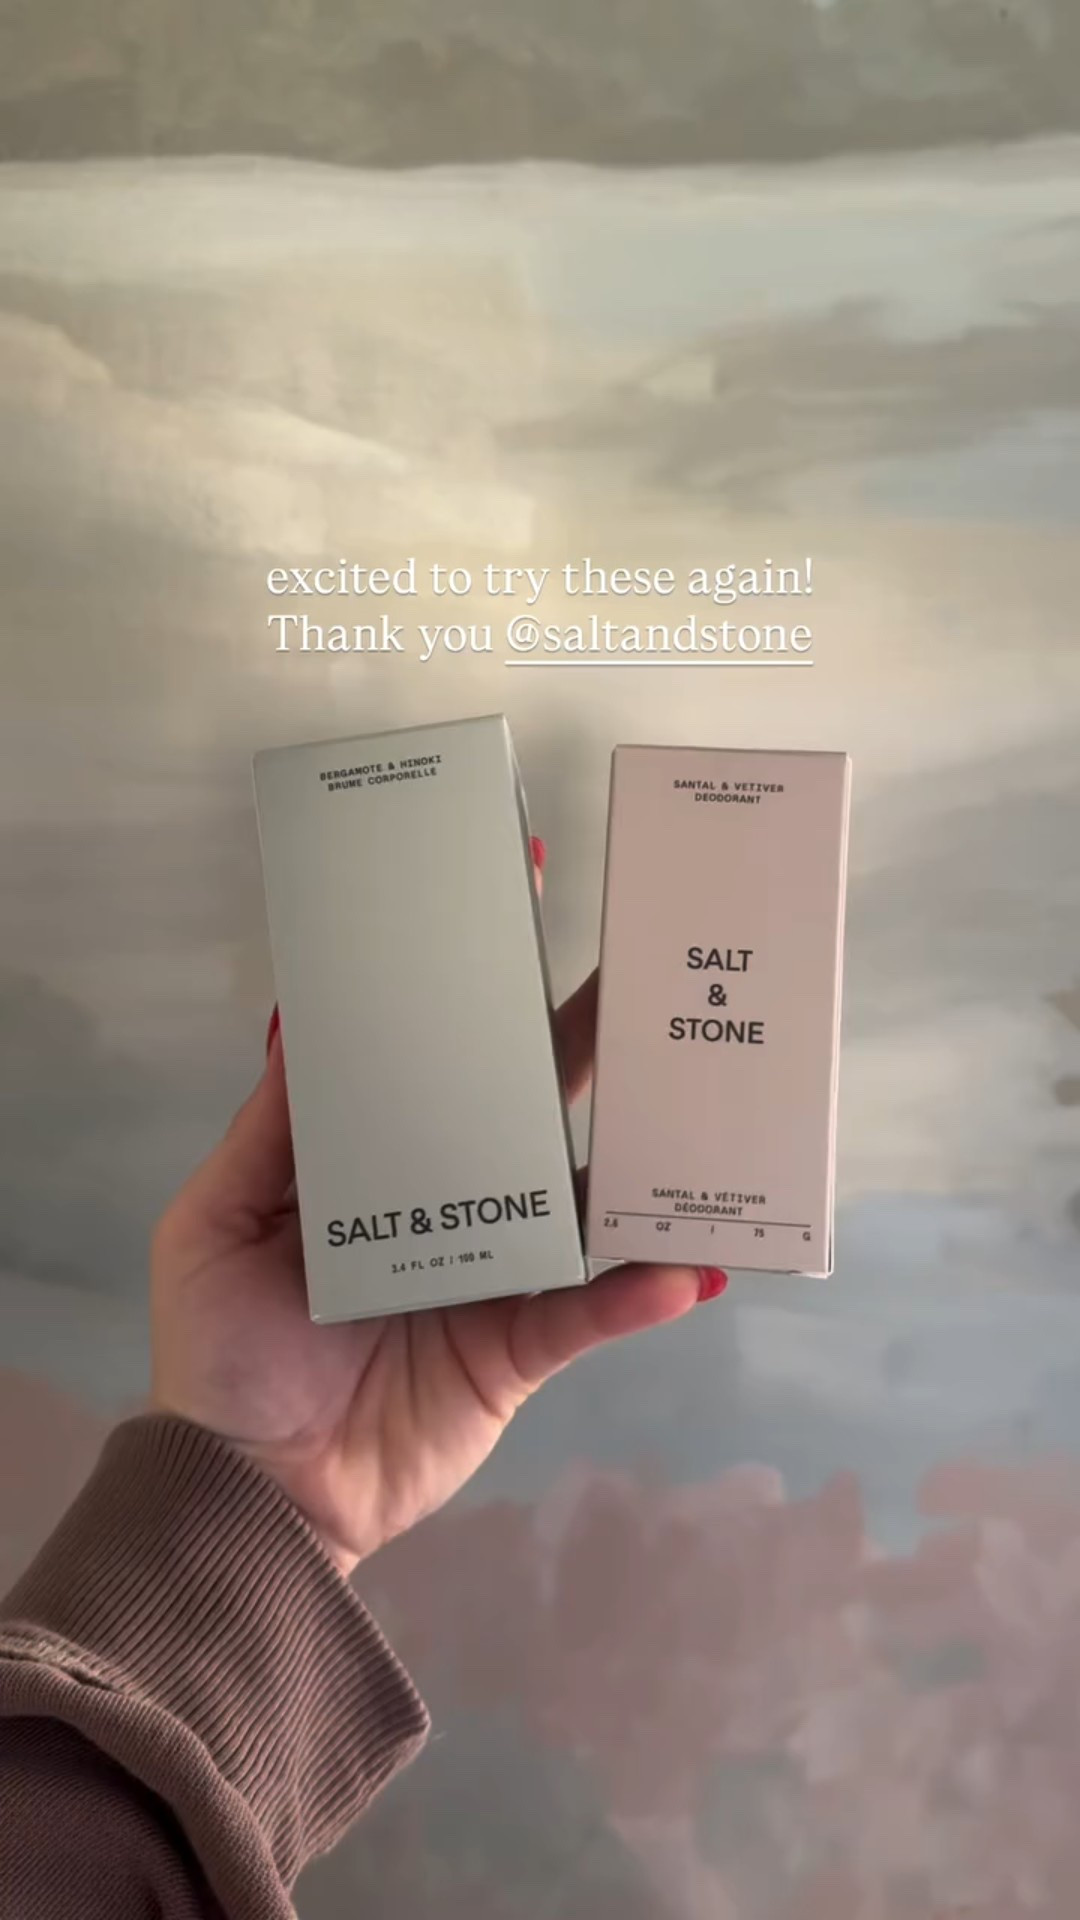 excited to try these again!
Thank you @saltandstone
BERGAMOTE & HINOKI
BRUME CORPORELLE
SALT & STONE
3.4 FL OZ | 100 ML
SANTAL & VETIVER
DEODORANT
SALT
&
STONE
SANTAL & VÉTIVER
DÉODORANT
2.6 OZ / 75 G